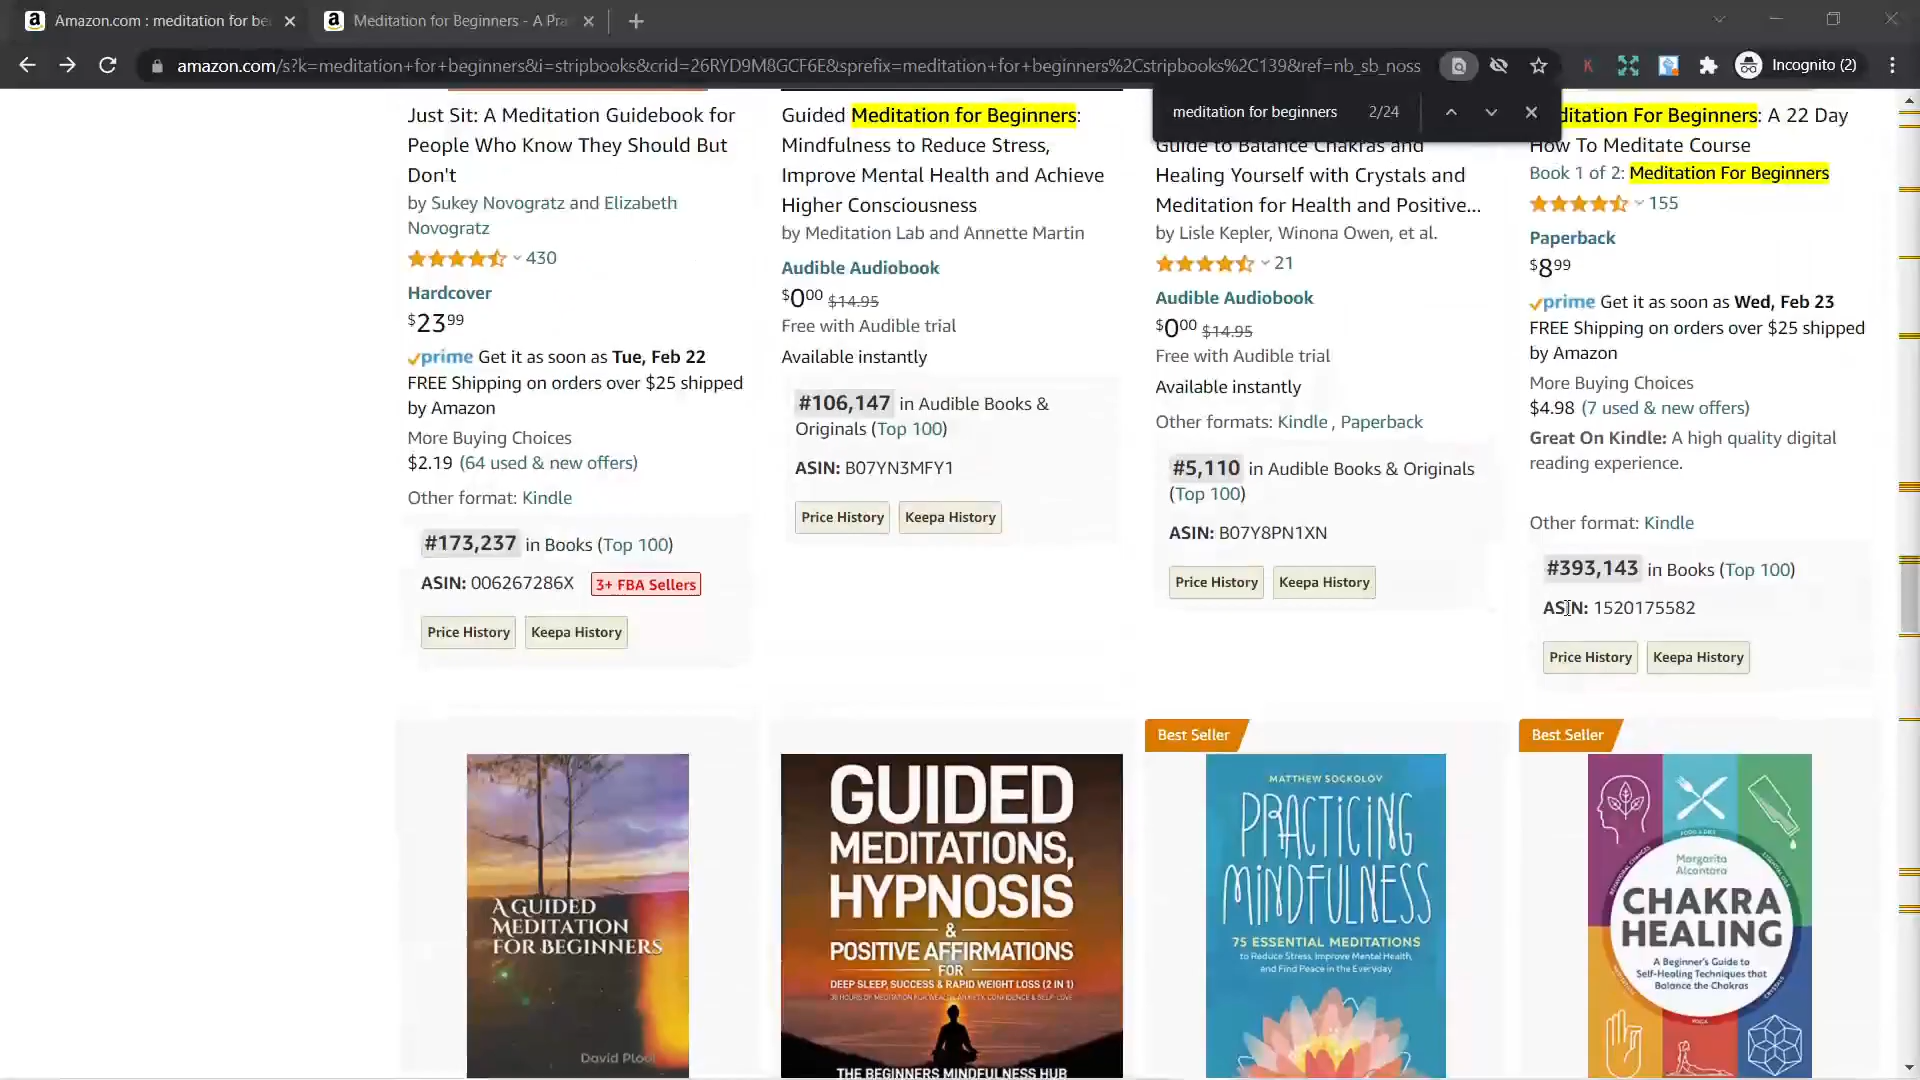 Amazon.com : meditation for be
Meditation for Beginners - A Pra
amazon.com/s?k=meditation+for+beginners&i=stripbooks&crid=26RYD9M8GCF6E&sprefix=meditation+for+beginners%2Cstripbooks%2C139&ref=nb_sb_noss
Incognito (2)
meditation for beginners 2/24
Just Sit: A Meditation Guidebook for
People Who Know They Should But
Don't
by Sukey Novogratz and Elizabeth
Novogratz
430
Hardcover
$23.99
prime Get it as soon as Tue, Feb 22
FREE Shipping on orders over $25 shipped
by Amazon
More Buying Choices
$2.19 (64 used & new offers)
Other format: Kindle
#173,237 in Books (Top 100)
ASIN: 006267286X 3+ FBA Sellers
Price History Keepa History
Guided Meditation for Beginners:
Mindfulness to Reduce Stress,
Improve Mental Health and Achieve
Higher Consciousness
by Meditation Lab and Annette Martin
Audible Audiobook
$0.00 $14.95
Free with Audible trial
Available instantly
#106,147 in Audible Books &
Originals (Top 100)
ASIN: B07YN3MFY1
Price History Keepa History
Guide to Balance Chakras and
Healing Yourself with Crystals and
Meditation for Health and Positive...
by Lisle Kepler, Winona Owen, et al.
21
Audible Audiobook
$0.00 $14.95
Free with Audible trial
Available instantly
Other formats: Kindle , Paperback
#5,110 in Audible Books & Originals
(Top 100)
ASIN: B07Y8PN1XN
Price History Keepa History
ditation For Beginners: A 22 Day
How To Meditate Course
Book 1 of 2: Meditation For Beginners
155
Paperback
$8.99
prime Get it as soon as Wed, Feb 23
FREE Shipping on orders over $25 shipped
by Amazon
More Buying Choices
$4.98 (7 used & new offers)
Great On Kindle: A high quality digital
reading experience.
Other format: Kindle
#393,143 in Books (Top 100)
ASIN: 1520175582
Price History Keepa History
A GUIDED
MEDITATION
FOR BEGINNERS
David Plool
GUIDED
MEDITATIONS,
HYPNOSIS
&
POSITIVE AFFIRMATIONS
FOR
DEEP SLEEP, SUCCESS & RAPID WEIGHT LOSS (2 IN 1)
THE BEGINNERS MINDFULNESS HUB
Best Seller
MATTHEW SOCKOLOV
PRACTICING
MINDFULNESS
75 ESSENTIAL MEDITATIONS
to Reduce Stress, Improve Mental Health,
and Find Peace in the Everyday
Best Seller
Margarita
Alcantara
CHAKRA
HEALING
A Beginner's Guide to
Self-Healing Techniques that
Balance the Chakras
YOGA